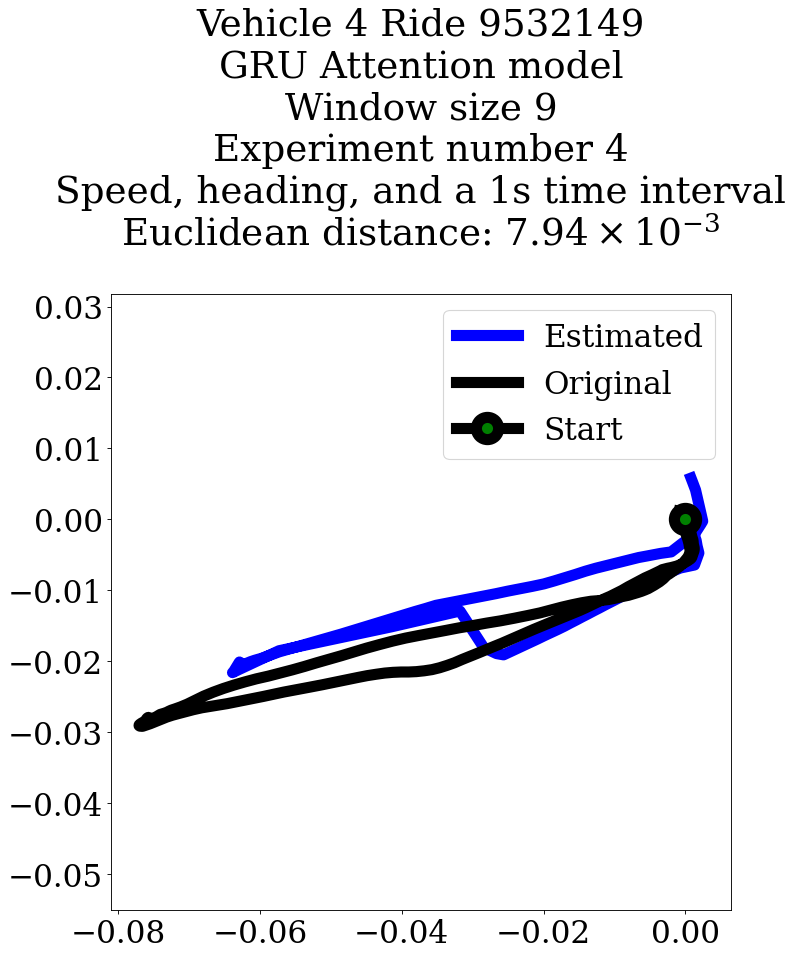 Vehicle 4 Ride 9532149
GRU Attention model
Window size 9
Experiment number 4
Speed, heading, and a 1s time interval
Euclidean distance: 7.94 × 10⁻³
Estimated
Original
Start
0.03
0.02
0.01
0.00
−0.01
−0.02
−0.03
−0.04
−0.05
−0.08 −0.06 −0.04 −0.02 0.00